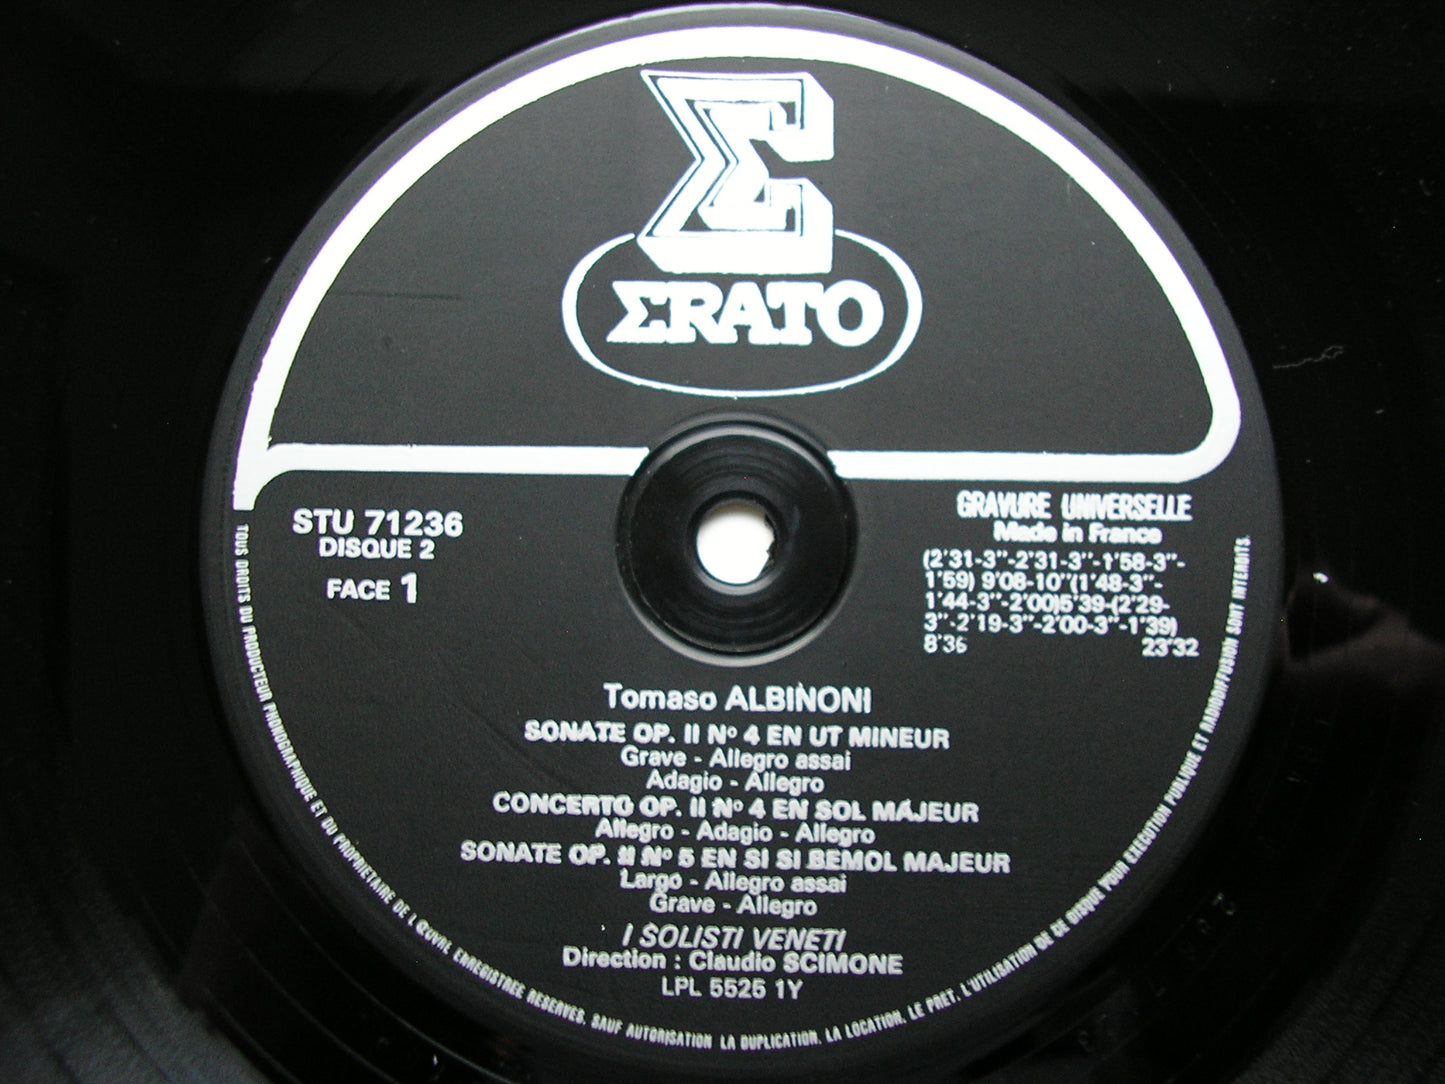 Σ
ΣRATO
STU 71236
DISQUE 2
FACE 1
GRAVURE UNIVERSELLE
Made in France
(2'31-3"-2'31-3"-1'58-3"-
1'59) 9'08-10"(1'48-3"-
1'44-3"-2'00)5'39-(2'29-
3"-2'19-3"-2'00-3"-1'39)
8'36 23'32
Tomaso ALBINONI
SONATE OP. II Nº 4 EN UT MINEUR
Grave - Allegro assai
Adagio - Allegro
CONCERTO OP. II Nº 4 EN SOL MAJEUR
Allegro - Adagio - Allegro
SONATE OP. II Nº 5 EN SI SI BEMOL MAJEUR
Largo - Allegro assai
Grave - Allegro
I SOLISTI VENETI
Direction : Claudio SCIMONE
LPL 5525 1Y
TOUS DROITS DU PRODUCTEUR PHONOGRAPHIQUE ET DU PROPRIETAIRE DE L'ŒUVRE ENREGISTREE RESERVES. SAUF AUTORISATION LA DUPLICATION, LA LOCATION, LE PRET, L'UTILISATION DE CE DISQUE POUR EXECUTION PUBLIQUE ET RADIODIFFUSION SONT INTERDITS.